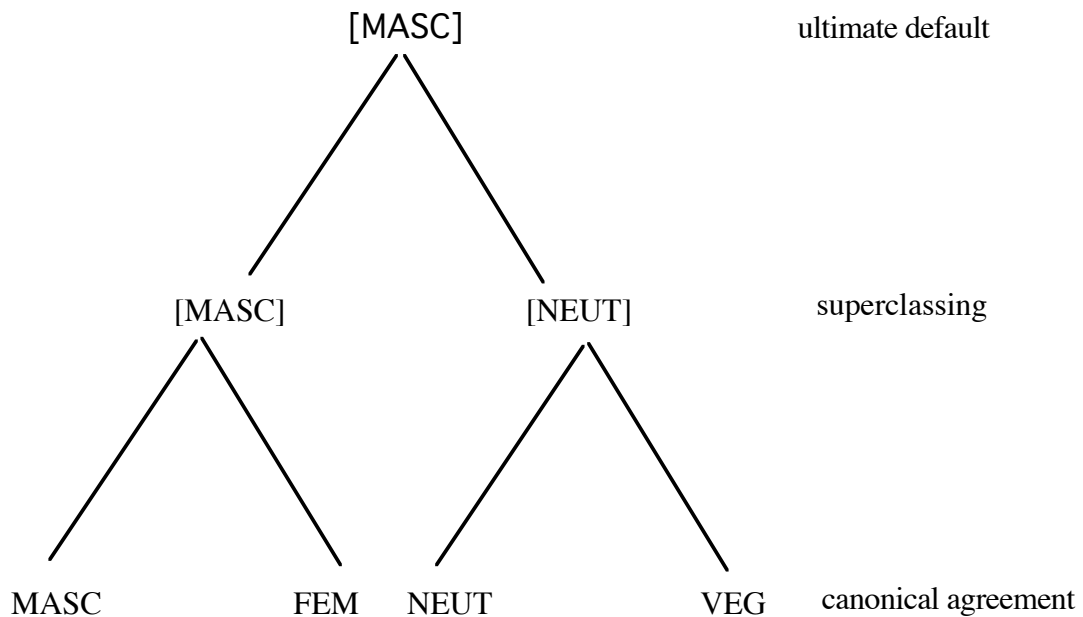 [MASC] ultimate default
[MASC] [NEUT] superclassing
MASC FEM NEUT VEG canonical agreement